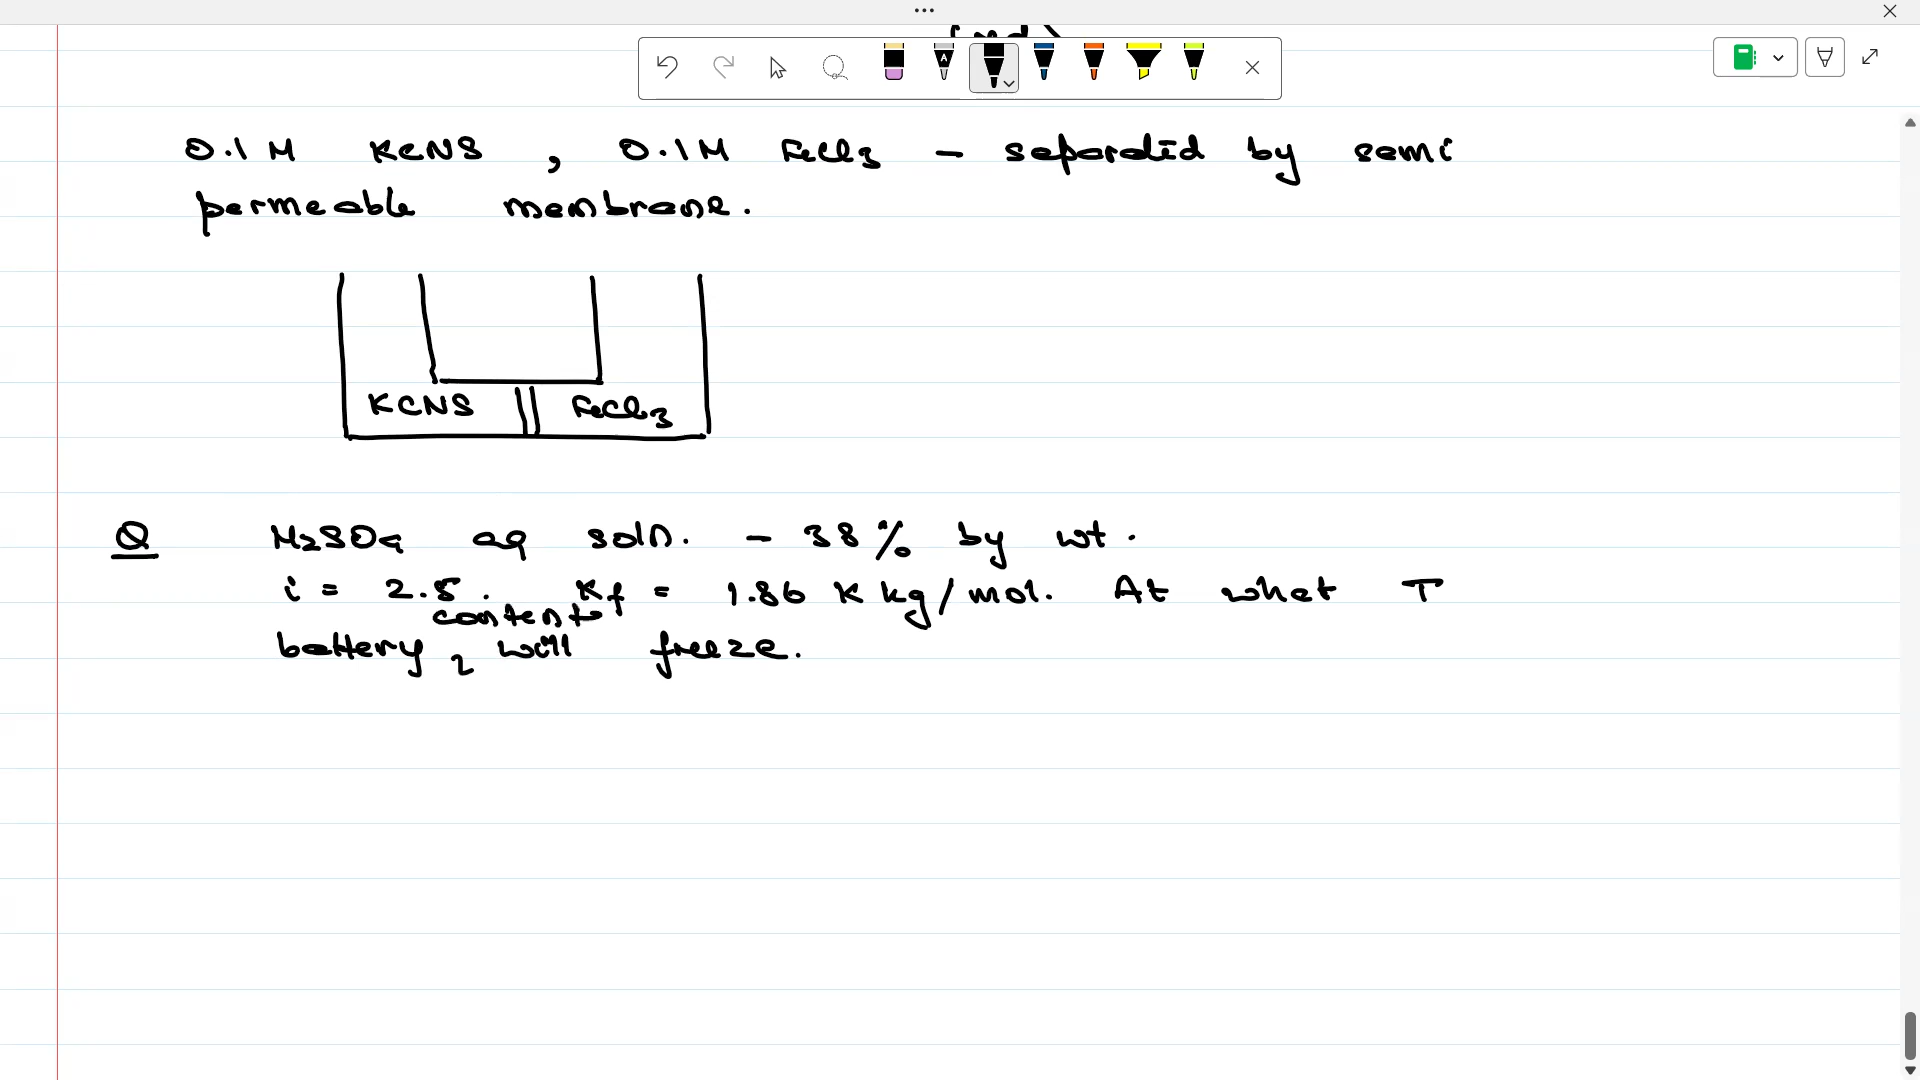 0.1 M KCNS , 0.1M FeCl3 - separated by semi
permeable membrane.
KCNS || FeCl3
Q H2SO4 aq soln. - 38% by wt.
i = 2.5. Kf = 1.86 K kg/mol. At what T
contents
battery will freeze.